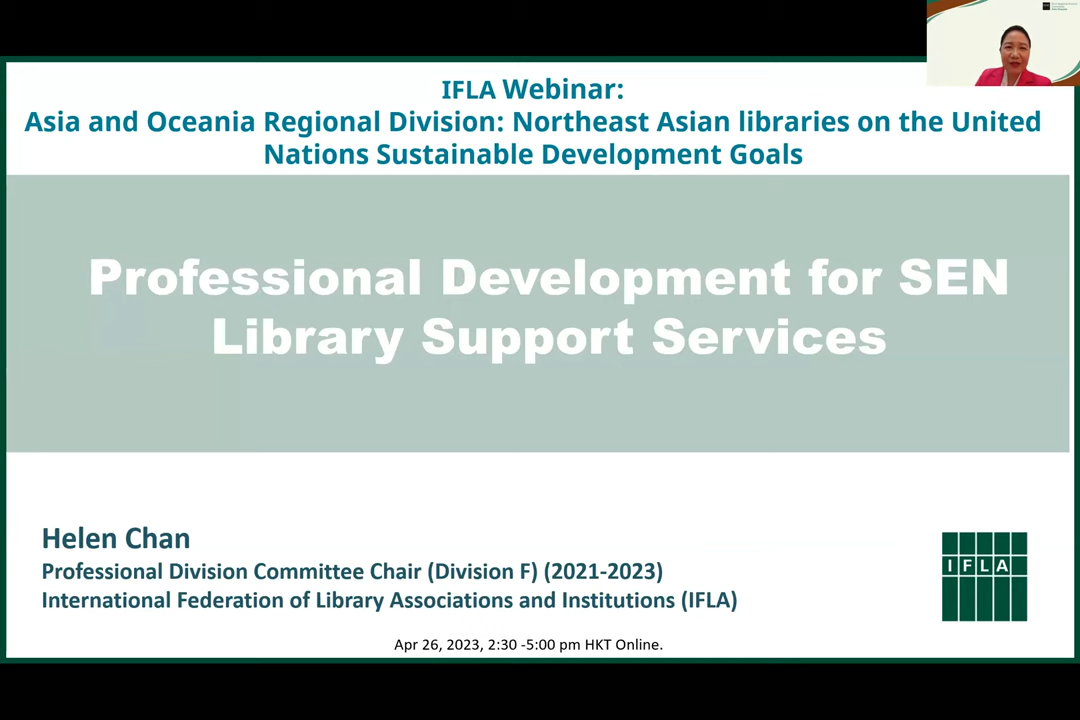 IFLA Webinar:
Asia and Oceania Regional Division: Northeast Asian libraries on the United
Nations Sustainable Development Goals
Professional Development for SEN
Library Support Services
Helen Chan
Professional Division Committee Chair (Division F) (2021-2023)
International Federation of Library Associations and Institutions (IFLA)
IFLA
Apr 26, 2023, 2:30 -5:00 pm HKT Online.